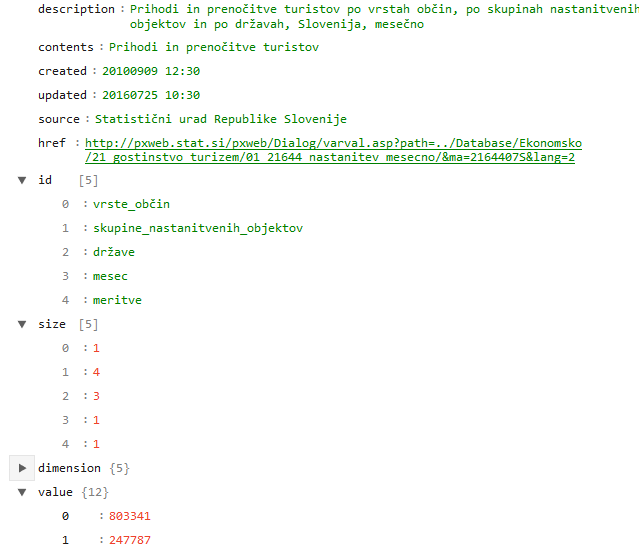 description : Prihodi in prenočitve turistov po vrstah občin, po skupinah nastanitvenih
objektov in po državah, Slovenija, mesečno
contents : Prihodi in prenočitve turistov
created : 20100909 12:30
updated : 20160725 10:30
source : Statistični urad Republike Slovenije
href : http://pxweb.stat.si/pxweb/Dialog/varval.asp?path=../Database/Ekonomsko
/21_gostinstvo_turizem/01_21644_nastanitev_mesecno/&ma=2164407S&lang=2
▼ id [5]
0 : vrste_občin
1 : skupine_nastanitvenih_objektov
2 : države
3 : mesec
4 : meritve
▼ size [5]
0 : 1
1 : 4
2 : 3
3 : 1
4 : 1
▶ dimension {5}
▼ value {12}
0 : 803341
1 : 247787